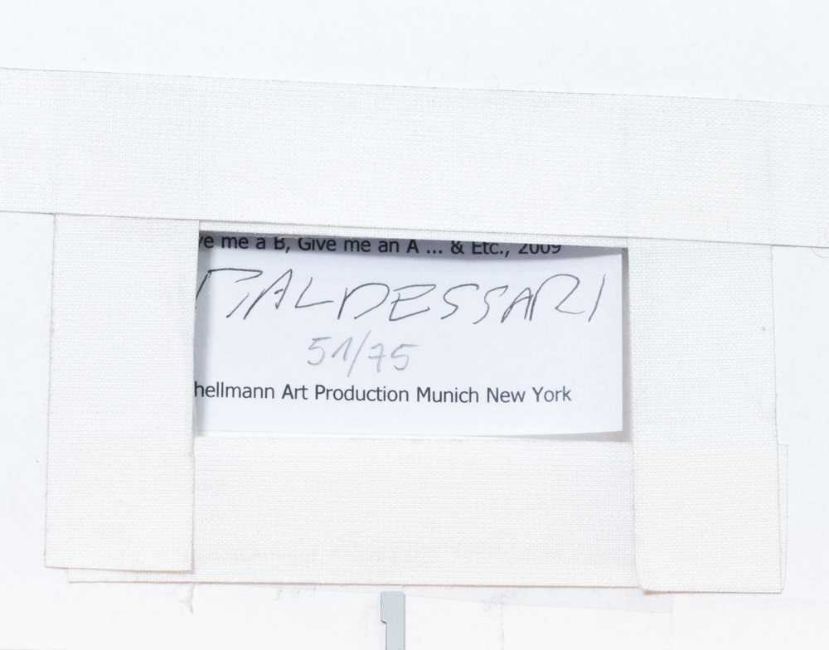 ve me a B, Give me an A ... & Etc., 2009
BALDESSARI
51/75
hellmann Art Production Munich New York